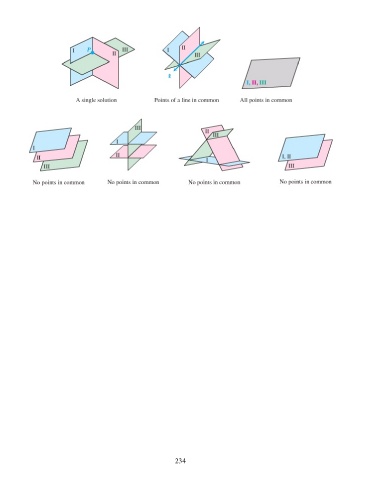 I P II III
I II III
I, II, III
A single solution Points of a line in common All points in common
I II III
I II III
II III I
I, II III
No points in common No points in common No points in common No points in common
234